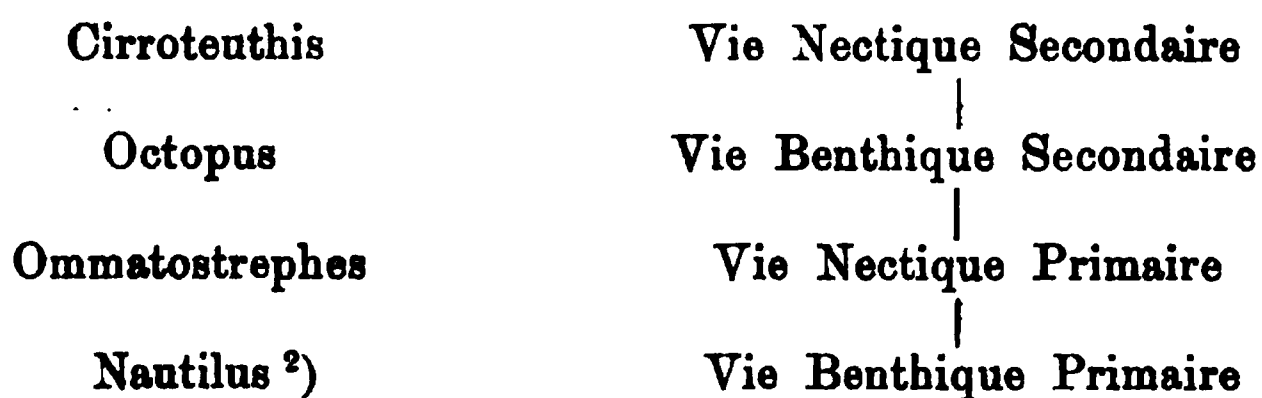 Cirroteuthis Vie Nectique Secondaire
Octopus Vie Benthique Secondaire
Ommatostrephes Vie Nectique Primaire
Nautilus ²) Vie Benthique Primaire